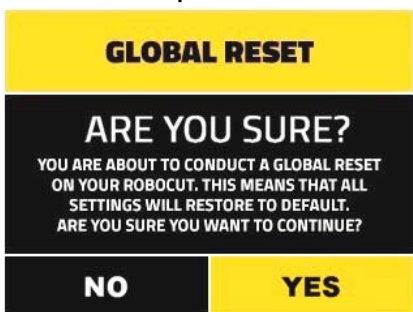 GLOBAL RESET
ARE YOU SURE?
YOU ARE ABOUT TO CONDUCT A GLOBAL RESET
ON YOUR ROBOCUT. THIS MEANS THAT ALL
SETTINGS WILL RESTORE TO DEFAULT.
ARE YOU SURE YOU WANT TO CONTINUE?
NO YES